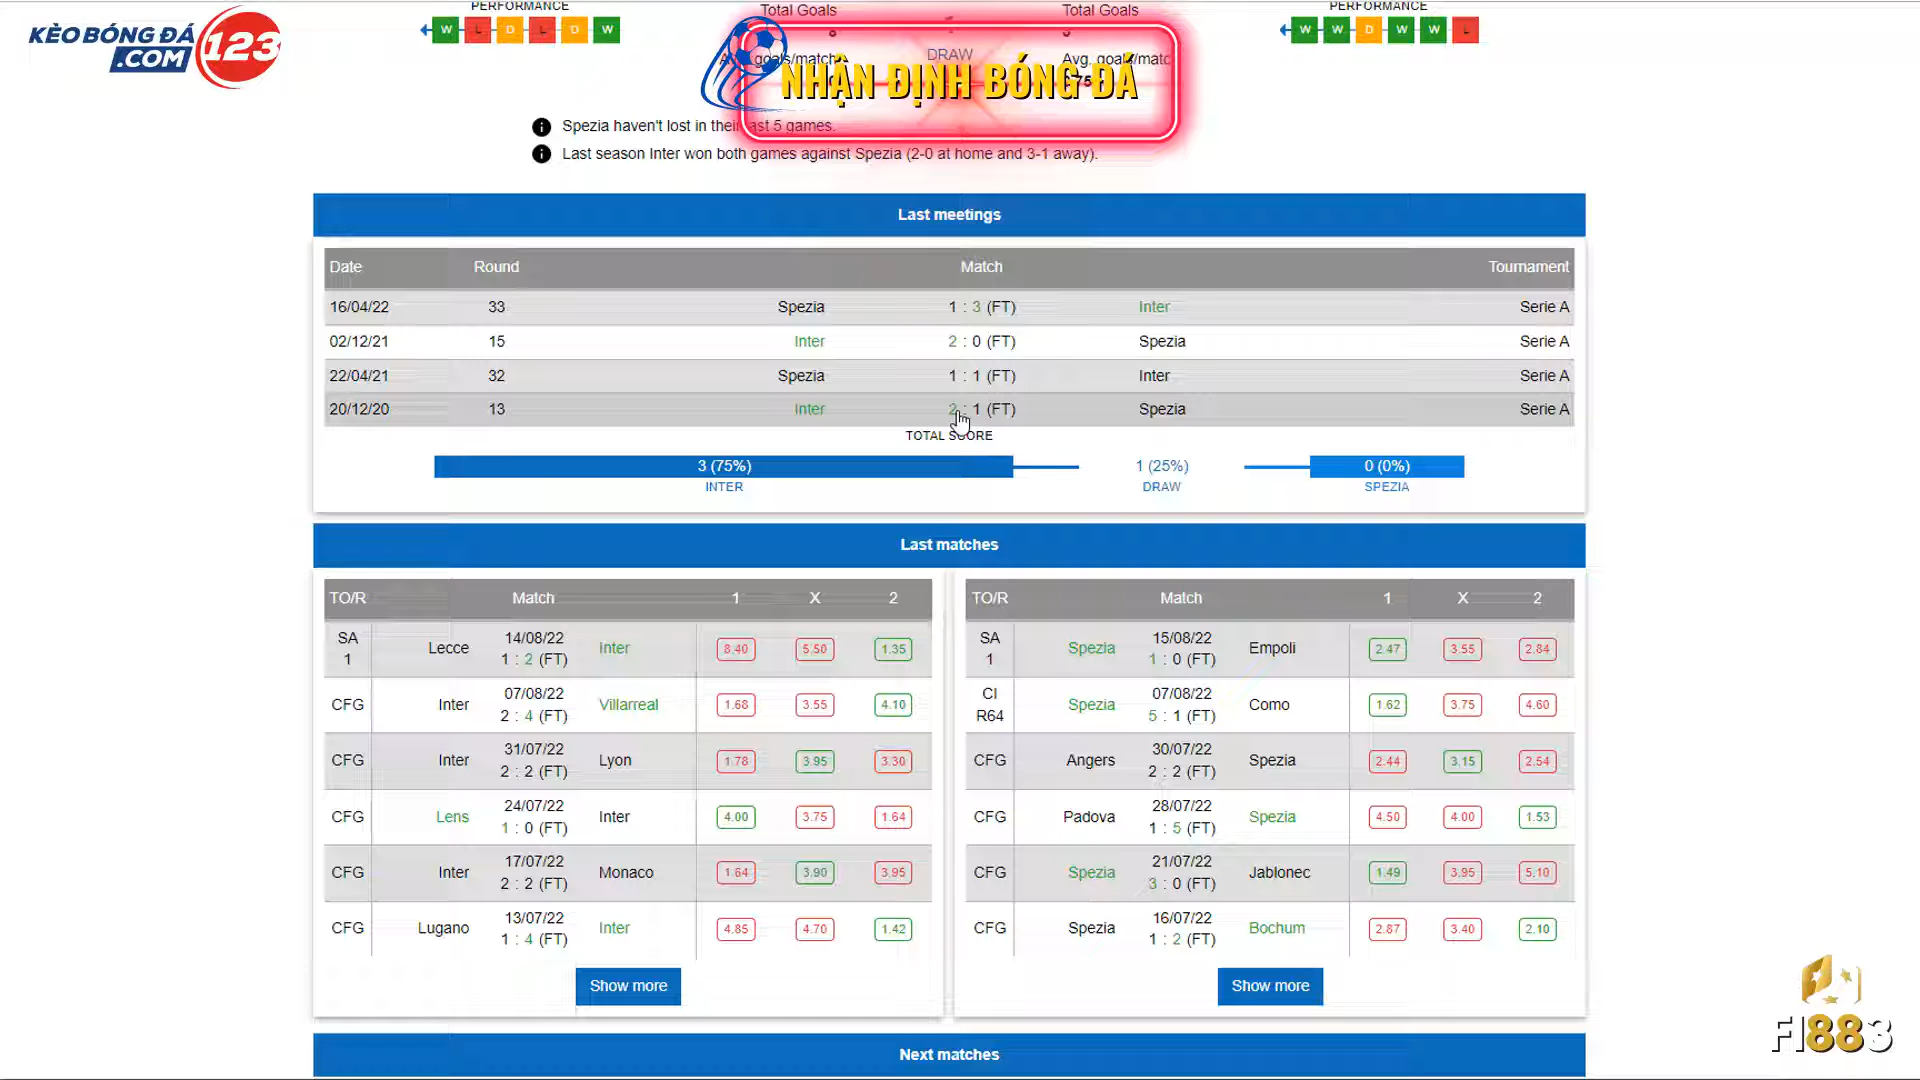 KÈO BÓNG ĐÁ
.COM
123
PERFORMANCE
W L D L D W
Total Goals
DRAW
Total Goals
Avg. goals/match
NHẬN ĐỊNH BÓNG ĐÁ
PERFORMANCE
W W D W W L
Spezia haven't lost in their last 5 games.
Last season Inter won both games against Spezia (2-0 at home and 3-1 away).
Last meetings
Date Round Match Tournament
16/04/22 33 Spezia 1 : 3 (FT) Inter Serie A
02/12/21 15 Inter 2 : 0 (FT) Spezia Serie A
22/04/21 32 Spezia 1 : 1 (FT) Inter Serie A
20/12/20 13 Inter 2 : 1 (FT) Spezia Serie A
TOTAL SCORE
3 (75%) 1 (25%) 0 (0%)
INTER DRAW SPEZIA
Last matches
TO/R Match 1 X 2
SA 1 Lecce 14/08/22 1 : 2 (FT) Inter 8.40 5.50 1.35
CFG Inter 07/08/22 2 : 4 (FT) Villarreal 1.68 3.55 4.10
CFG Inter 31/07/22 2 : 2 (FT) Lyon 1.78 3.95 3.30
CFG Lens 24/07/22 1 : 0 (FT) Inter 4.00 3.75 1.64
CFG Inter 17/07/22 2 : 2 (FT) Monaco 1.64 3.90 3.95
CFG Lugano 13/07/22 1 : 4 (FT) Inter 4.85 4.70 1.42
Show more
TO/R Match 1 X 2
SA 1 Spezia 15/08/22 1 : 0 (FT) Empoli 2.47 3.55 2.84
CI R64 Spezia 07/08/22 5 : 1 (FT) Como 1.62 3.75 4.60
CFG Angers 30/07/22 2 : 2 (FT) Spezia 2.44 3.15 2.54
CFG Padova 28/07/22 1 : 5 (FT) Spezia 4.50 4.00 1.53
CFG Spezia 21/07/22 3 : 0 (FT) Jablonec 1.49 3.95 5.10
CFG Spezia 16/07/22 1 : 2 (FT) Bochum 2.87 3.40 2.10
Show more
Next matches
FI883